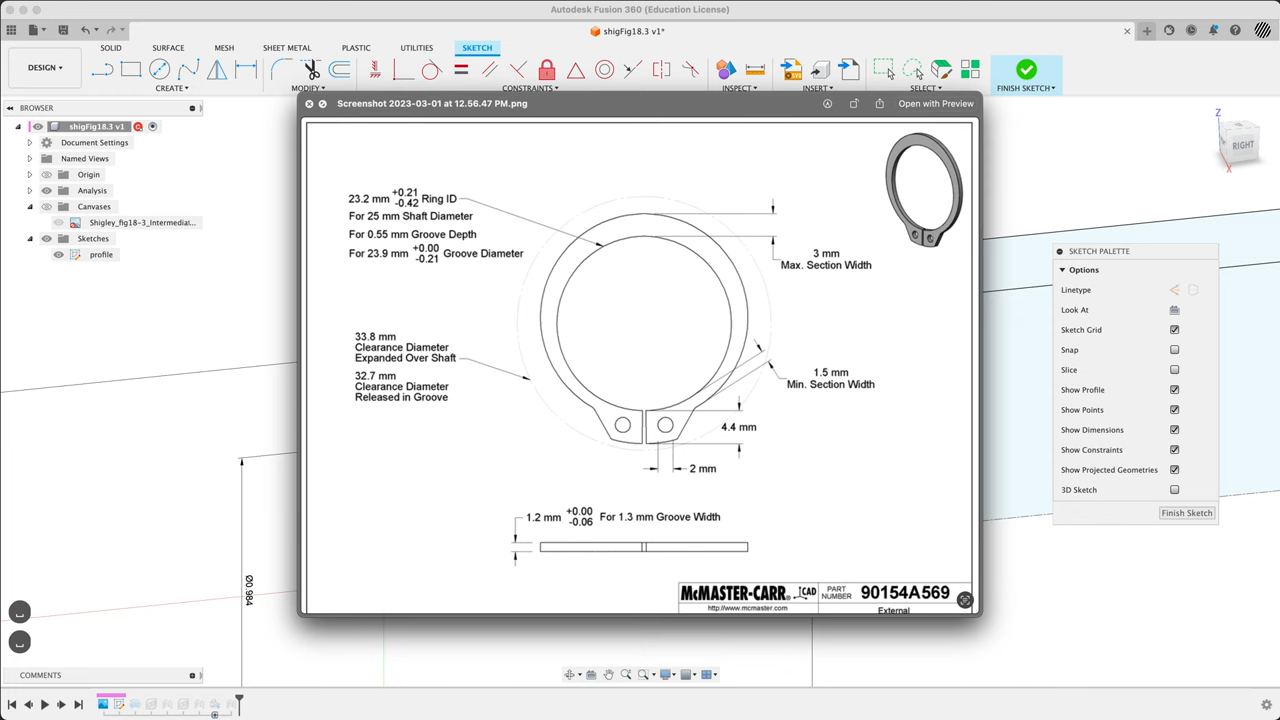 Autodesk Fusion 360 (Education License)
shigFig18.3 v1*
SOLID SURFACE MESH SHEET METAL PLASTIC UTILITIES SKETCH
DESIGN
CREATE MODIFY CONSTRAINTS INSPECT INSERT SELECT FINISH SKETCH
BROWSER
shigFig18.3 v1
Document Settings
Named Views
Origin
Analysis
Canvases
Shigley_fig18-3_Intermediat...
Sketches
profile
Screenshot 2023-03-01 at 12.56.47 PM.png
Open with Preview
23.2 mm +0.21 -0.42 Ring ID
For 25 mm Shaft Diameter
For 0.55 mm Groove Depth
For 23.9 mm +0.00 -0.21 Groove Diameter
3 mm
Max. Section Width
33.8 mm
Clearance Diameter
Expanded Over Shaft
32.7 mm
Clearance Diameter
Released in Groove
1.5 mm
Min. Section Width
4.4 mm
2 mm
1.2 mm +0.00 -0.06 For 1.3 mm Groove Width
McMASTER-CARR CAD
http://www.mcmaster.com
PART
NUMBER
90154A569
External
Z
RIGHT
X
SKETCH PALETTE
Options
Linetype
Look At
Sketch Grid
Snap
Slice
Show Profile
Show Points
Show Dimensions
Show Constraints
Show Projected Geometries
3D Sketch
Finish Sketch
Ø0.984
COMMENTS